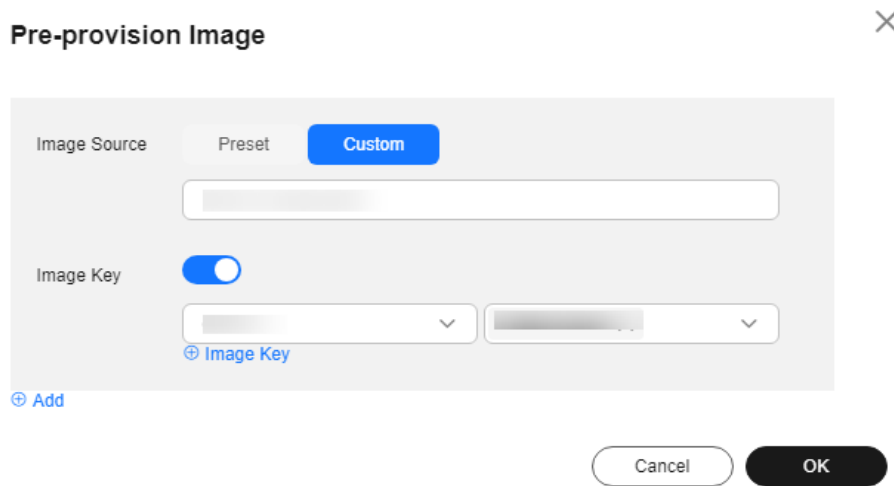 Pre-provision Image
Image Source
Preset
Custom
Image Key
Image Key
Add
Cancel
OK